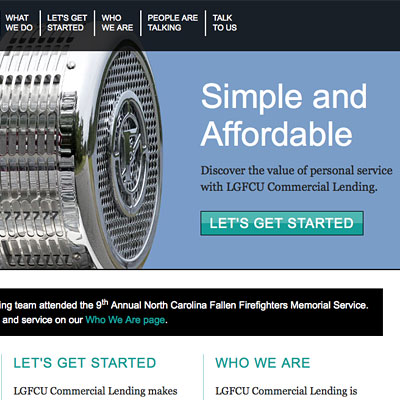 WHAT WE DO
LET'S GET STARTED
WHO WE ARE
PEOPLE ARE TALKING
TALK TO US
Simple and
Affordable
Discover the value of personal service
with LGFCU Commercial Lending.
LET'S GET STARTED
ing team attended the 9th Annual North Carolina Fallen Firefighters Memorial Service.
and service on our Who We Are page.
LET'S GET STARTED
WHO WE ARE
LGFCU Commercial Lending makes
LGFCU Commercial Lending is